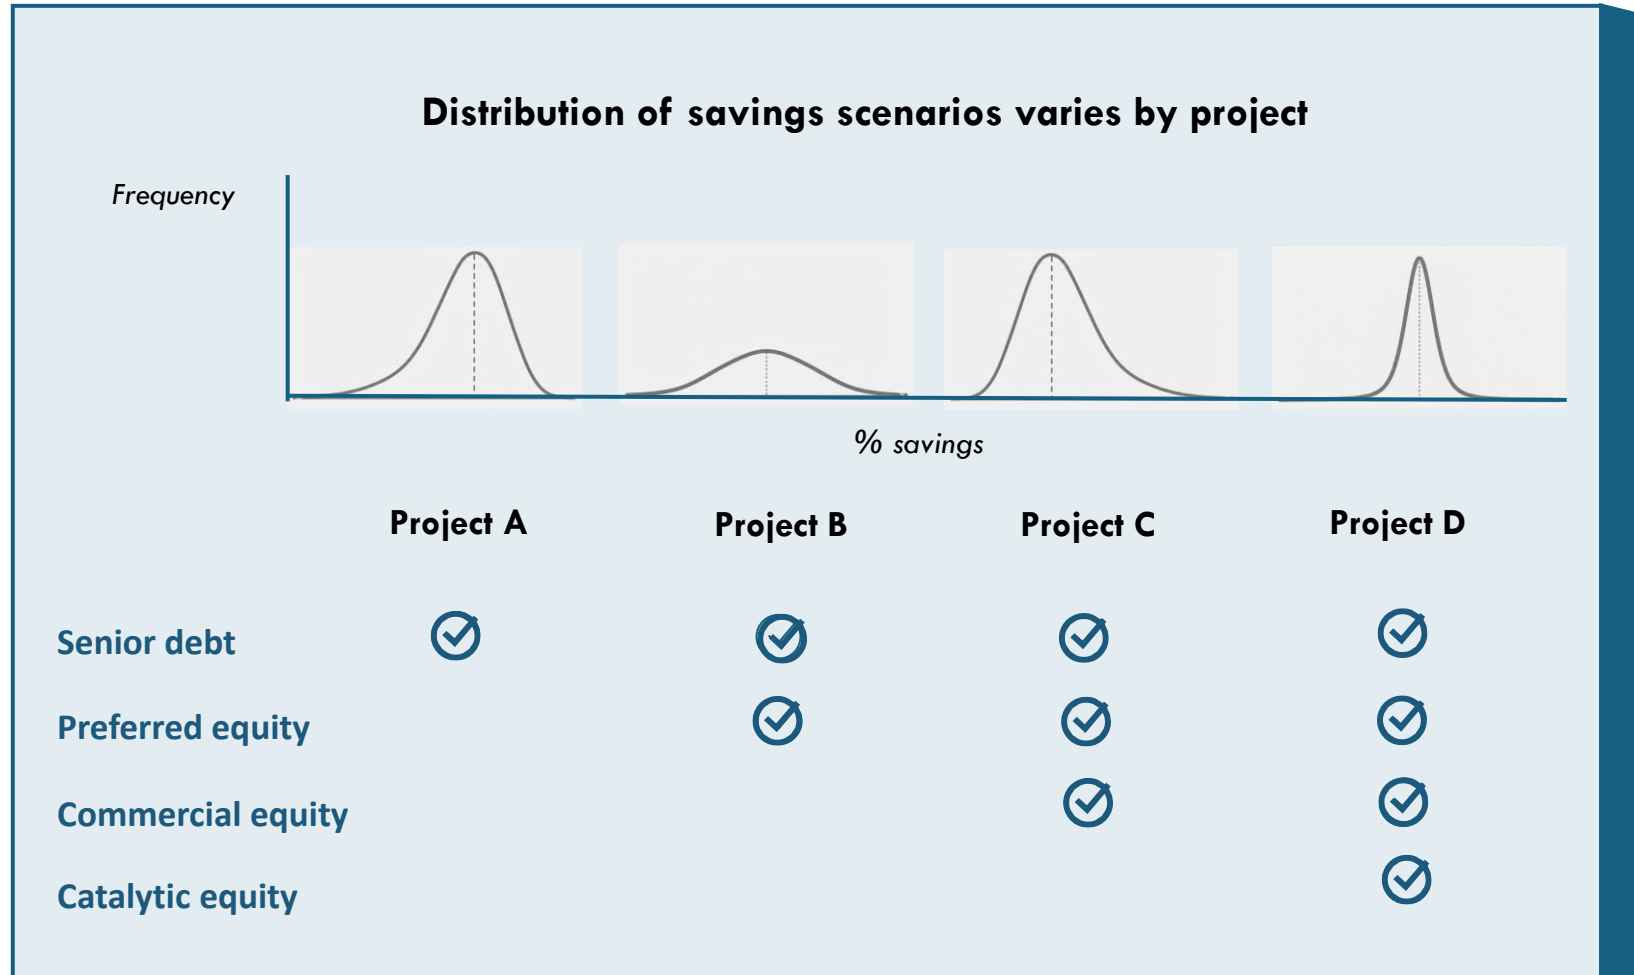 Distribution of savings scenarios varies by project
Frequency
% savings
Project A
Project B
Project C
Project D
Senior debt
Preferred equity
Commercial equity
Catalytic equity